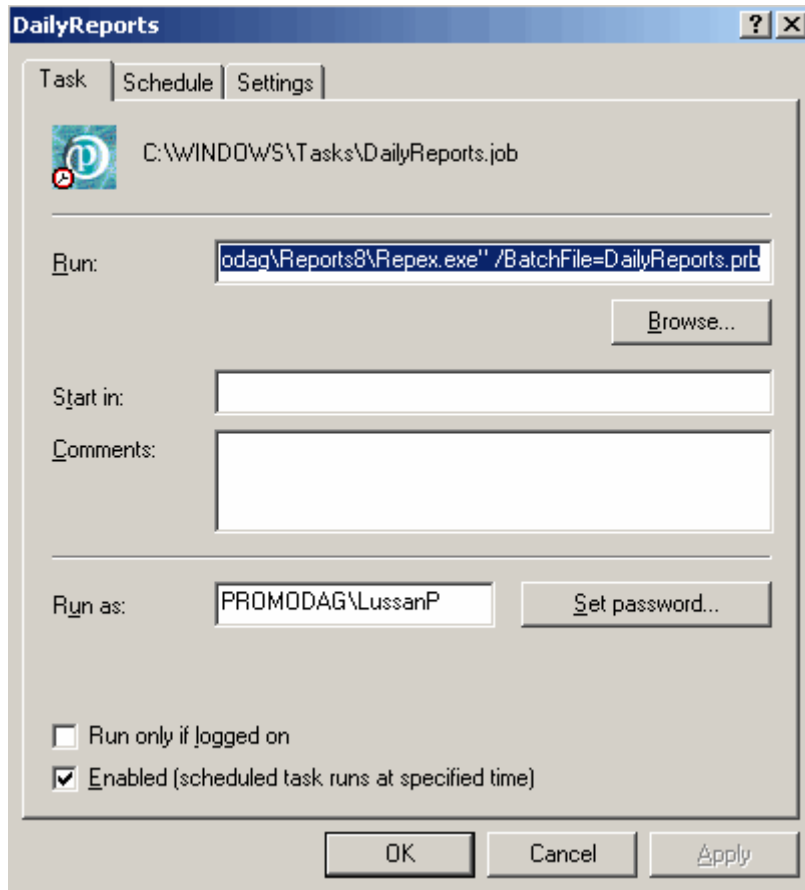 DailyReports
Task Schedule Settings
C:\WINDOWS\Tasks\DailyReports.job
Run: odag\Reports8\Repex.exe" /BatchFile=DailyReports.prb
Browse...
Start in:
Comments:
Run as: PROMODAG\LussanP Set password...
Run only if logged on
Enabled (scheduled task runs at specified time)
OK Cancel Apply